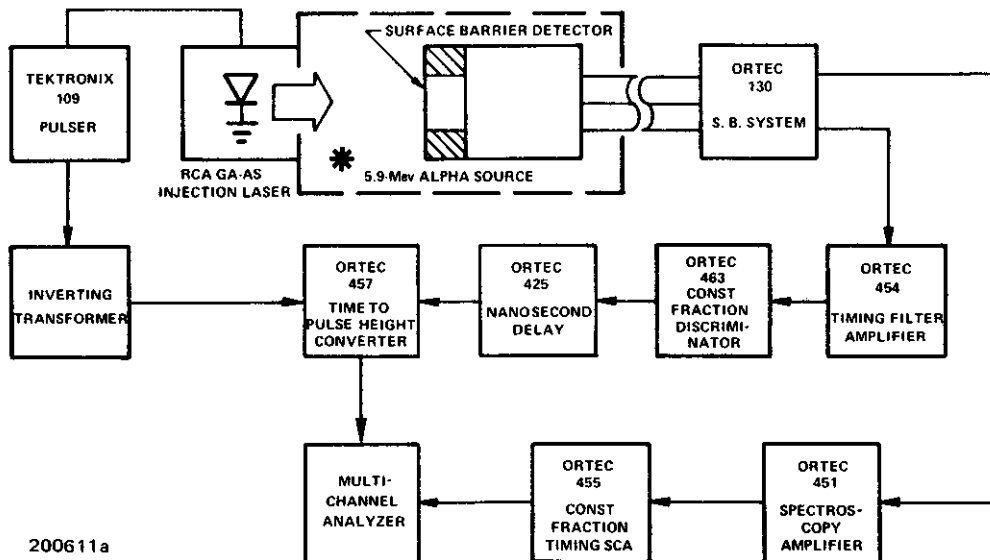 SURFACE BARRIER DETECTOR
TEKTRONIX
109
PULSER
ORTEC
130
S. B. SYSTEM
RCA GA-AS
INJECTION LASER
5.9-Mev ALPHA SOURCE
INVERTING
TRANSFORMER
ORTEC
457
TIME TO
PULSE HEIGHT
CONVERTER
ORTEC
425
NANOSECOND
DELAY
ORTEC
463
CONST
FRACTION
DISCRIMI-
NATOR
ORTEC
454
TIMING FILTER
AMPLIFIER
MULTI-
CHANNEL
ANALYZER
ORTEC
455
CONST
FRACTION
TIMING SCA
ORTEC
451
SPECTROS-
COPY
AMPLIFIER
200611a